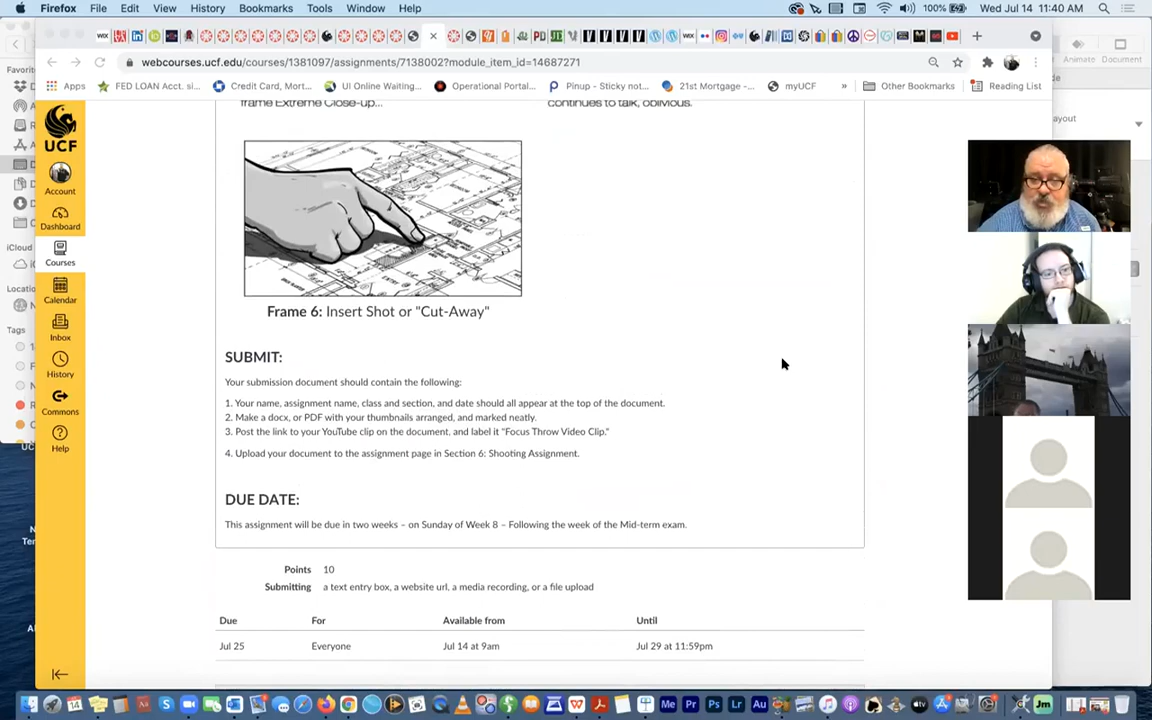 Firefox File Edit View History Bookmarks Tools Window Help 100% Wed Jul 14 11:40 AM
webcourses.ucf.edu/courses/1381097/assignments/7138002?module_item_id=14687271
Apps FED LOAN Acct. si... Credit Card, Mort... UI Online Waiting... Operational Portal... Pinup - Sticky not... 21st Mortgage -... myUCF » Other Bookmarks Reading List
Document
ayout
Favorit
iCloud
Locatio
Tags
UCF
Account
Dashboard
Courses
Calendar
Inbox
History
Commons
Help
frame Extreme Close-up...
continues to talk, oblivious.
Frame 6: Insert Shot or "Cut-Away"
SUBMIT:
Your submission document should contain the following:
1. Your name, assignment name, class and section, and date should all appear at the top of the document.
2. Make a docx, or PDF with your thumbnails arranged, and marked neatly.
3. Post the link to your YouTube clip on the document, and label it "Focus Throw Video Clip."
4. Upload your document to the assignment page in Section 6: Shooting Assignment.
DUE DATE:
This assignment will be due in two weeks – on Sunday of Week 8 – Following the week of the Mid-term exam.
Points 10
Submitting a text entry box, a website url, a media recording, or a file upload
Due For Available from Until
Jul 25 Everyone Jul 14 at 9am Jul 29 at 11:59pm